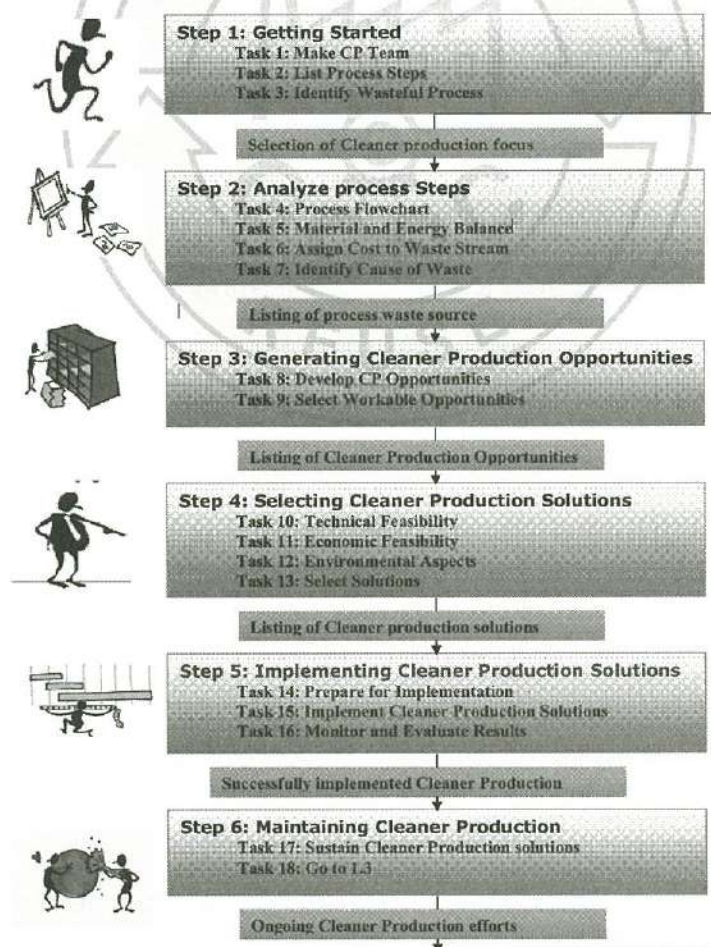 Step 1: Getting Started
Task 1: Make CP Team
Task 2: List Process Steps
Task 3: Identify Wasteful Process
Selection of Cleaner production focus
Step 2: Analyze process Steps
Task 4: Process Flowchart
Task 5: Material and Energy Balanced
Task 6: Assign Cost to Waste Stream
Task 7: Identify Cause of Waste
Listing of process waste source
Step 3: Generating Cleaner Production Opportunities
Task 8: Develop CP Opportunities
Task 9: Select Workable Opportunities
Listing of Cleaner Production Opportunities
Step 4: Selecting Cleaner Production Solutions
Task 10: Technical Feasibility
Task 11: Economic Feasibility
Task 12: Environmental Aspects
Task 13: Select Solutions
Listing of Cleaner production solutions
Step 5: Implementing Cleaner Production Solutions
Task 14: Prepare for Implementation
Task 15: Implement Cleaner Production Solutions
Task 16: Monitor and Evaluate Results
Successfully implemented Cleaner Production
Step 6: Maintaining Cleaner Production
Task 17: Sustain Cleaner Production solutions
Task 18: Go to 1.3
Ongoing Cleaner Production efforts